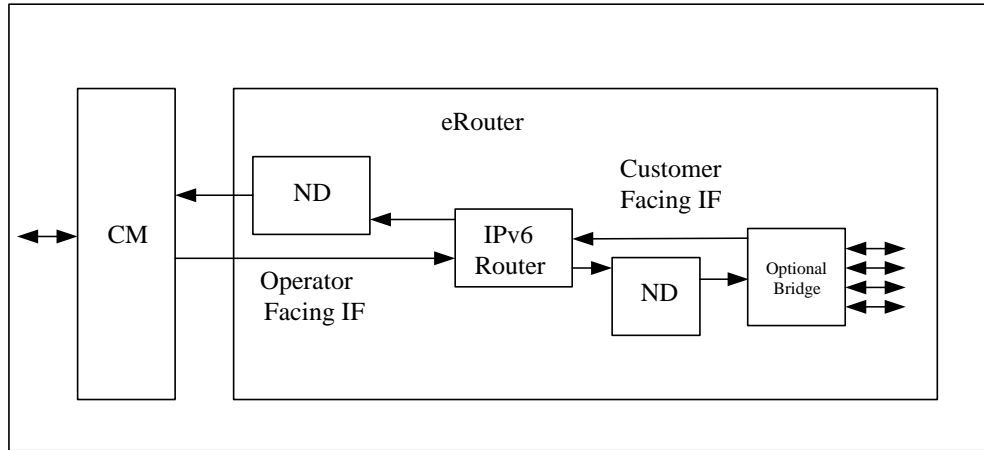 eRouter
ND
Customer
Facing IF
CM
IPv6
Router
Optional
Bridge
Operator
Facing IF
ND